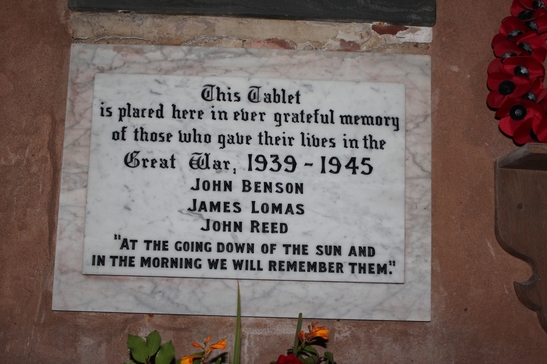 This Tablet
is placed here in ever grateful memory
of those who gave their lives in the
Great War, 1939 - 1945
JOHN BENSON
JAMES LOMAS
JOHN REED
"AT THE GOING DOWN OF THE SUN AND
IN THE MORNING WE WILL REMEMBER THEM."